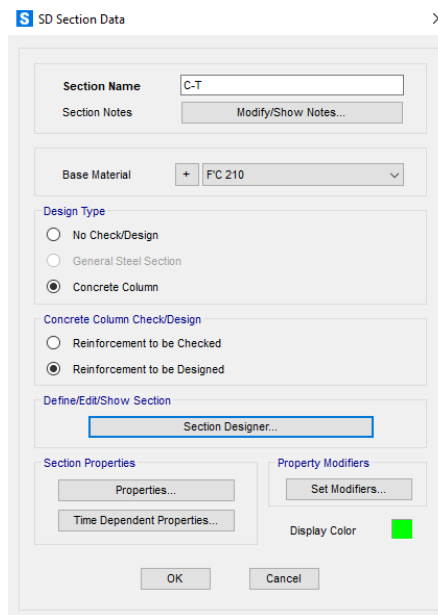 S SD Section Data
Section Name C-T
Section Notes Modify/Show Notes...
Base Material + F'C 210
Design Type
No Check/Design
General Steel Section
Concrete Column
Concrete Column Check/Design
Reinforcement to be Checked
Reinforcement to be Designed
Define/Edit/Show Section
Section Designer...
Section Properties Property Modifiers
Properties... Set Modifiers...
Time Dependent Properties... Display Color
OK Cancel